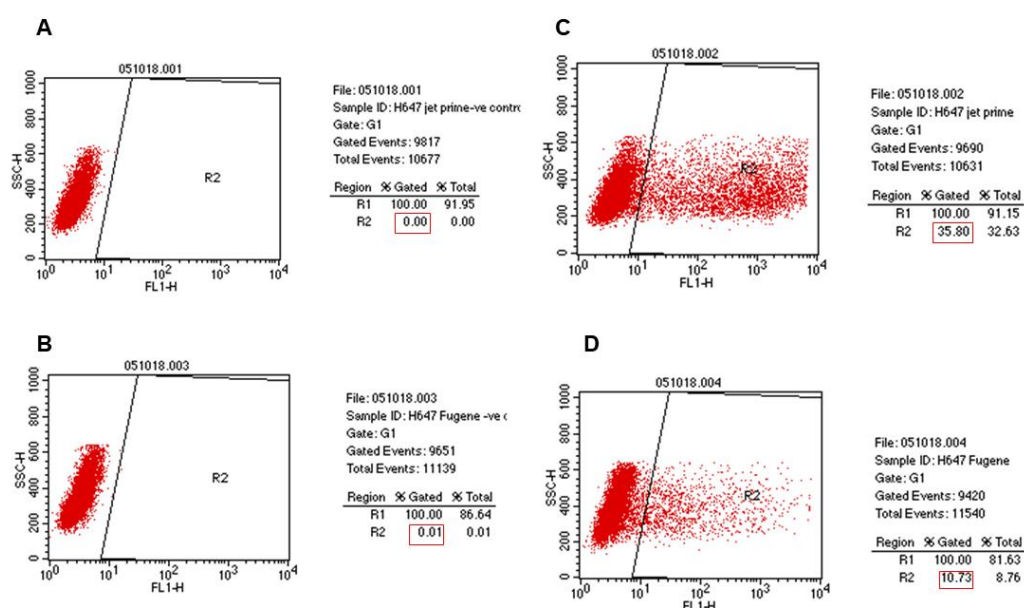 A
051018.001
1000
800
600
400
200
0
SSC-H
R2
10^0 10^1 10^2 10^3 10^4
FL1-H
File: 051018.001
Sample ID: H647 jet prime-ve contr
Gate: G1
Gated Events: 9817
Total Events: 10677
Region % Gated % Total
R1 100.00 91.95
R2 0.00 0.00
B
051018.003
1000
800
600
400
200
0
SSC-H
R2
10^0 10^1 10^2 10^3 10^4
FL1-H
File: 051018.003
Sample ID: H647 Fugene -ve c
Gate: G1
Gated Events: 9651
Total Events: 11139
Region % Gated % Total
R1 100.00 86.64
R2 0.01 0.01
C
051018.002
1000
800
600
400
200
0
SSC-H
R2
10^0 10^1 10^2 10^3 10^4
FL1-H
File: 051018.002
Sample ID: H647 jet prime
Gate: G1
Gated Events: 9690
Total Events: 10631
Region % Gated % Total
R1 100.00 91.15
R2 35.80 32.63
D
051018.004
1000
800
600
400
200
0
SSC-H
R2
10^0 10^1 10^2 10^3 10^4
FL1-H
File: 051018.004
Sample ID: H647 Fugene
Gate: G1
Gated Events: 9420
Total Events: 11540
Region % Gated % Total
R1 100.00 81.63
R2 10.73 8.76